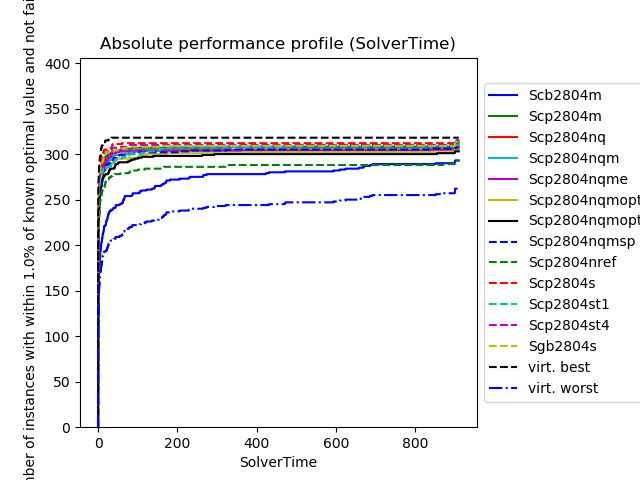 Absolute performance profile (SolverTime)
of instances with within 1.0% of known optimal value and not
400
350
300
250
200
150
100
50
0
0 200 400 600 800
SolverTime
Scb2804m
Scp2804m
Scp2804nq
Scp2804nqm
Scp2804nqme
Scp2804nqmopt
Scp2804nqmopt
Scp2804nqmsp
Scp2804nref
Scp2804s
Scp2804st1
Scp2804st4
Sgb2804s
virt. best
virt. worst